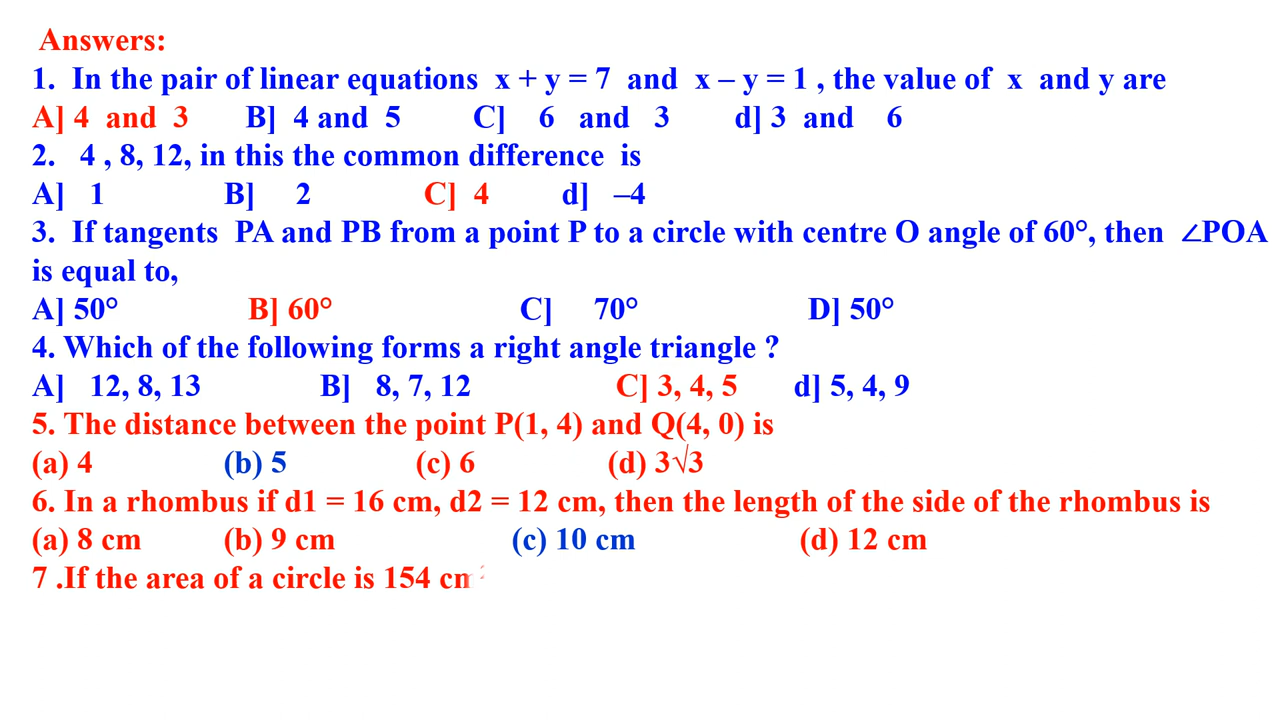 Answers:
1. In the pair of linear equations x + y = 7 and x – y = 1 , the value of x and y are
A] 4 and 3 B] 4 and 5 C] 6 and 3 d] 3 and 6
2. 4 , 8, 12, in this the common difference is
A] 1 B] 2 C] 4 d] –4
3. If tangents PA and PB from a point P to a circle with centre O angle of 60°, then ∠POA
is equal to,
A] 50° B] 60° C] 70° D] 50°
4. Which of the following forms a right angle triangle ?
A] 12, 8, 13 B] 8, 7, 12 C] 3, 4, 5 d] 5, 4, 9
5. The distance between the point P(1, 4) and Q(4, 0) is
(a) 4 (b) 5 (c) 6 (d) 3√3
6. In a rhombus if d1 = 16 cm, d2 = 12 cm, then the length of the side of the rhombus is
(a) 8 cm (b) 9 cm (c) 10 cm (d) 12 cm
7 .If the area of a circle is 154